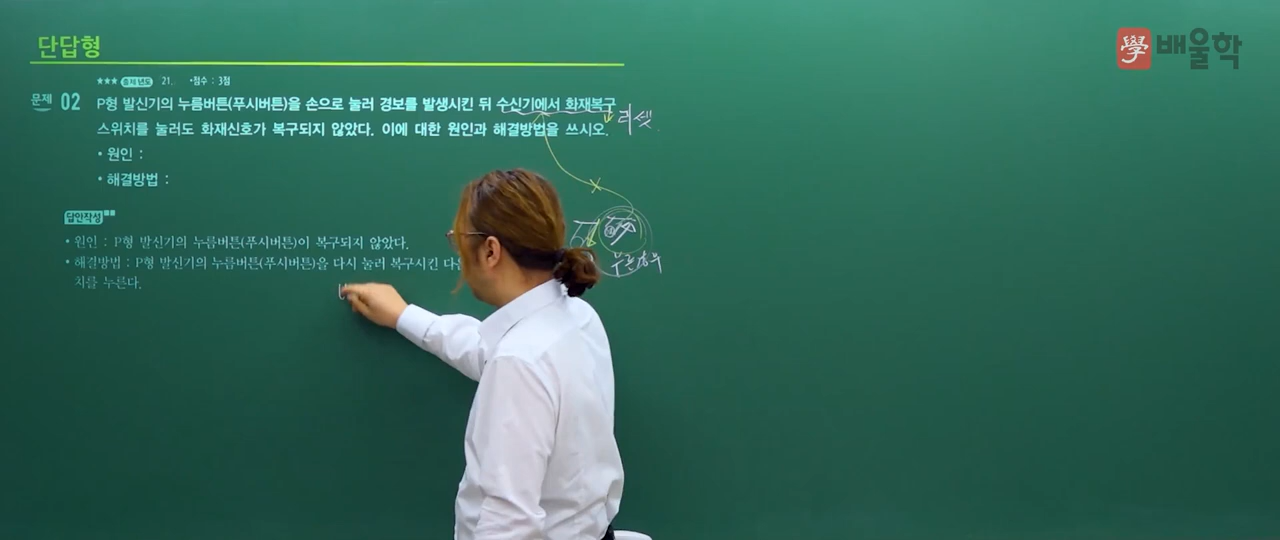 단답형
學 배울학
★★★ 출제년도 '21. •점수 : 3점
문제 02 P형 발신기의 누름버튼(푸시버튼)을 손으로 눌러 경보를 발생시킨 뒤 수신기에서 화재복구
스위치를 눌러도 화재신호가 복구되지 않았다. 이에 대한 원인과 해결방법을 쓰시오.
리셋
• 원인 :
• 해결방법 :
답안작성
• 원인 : P형 발신기의 누름버튼(푸시버튼)이 복구되지 않았다.
• 해결방법 : P형 발신기의 누름버튼(푸시버튼)을 다시 눌러 복구시킨
치를 누른다.